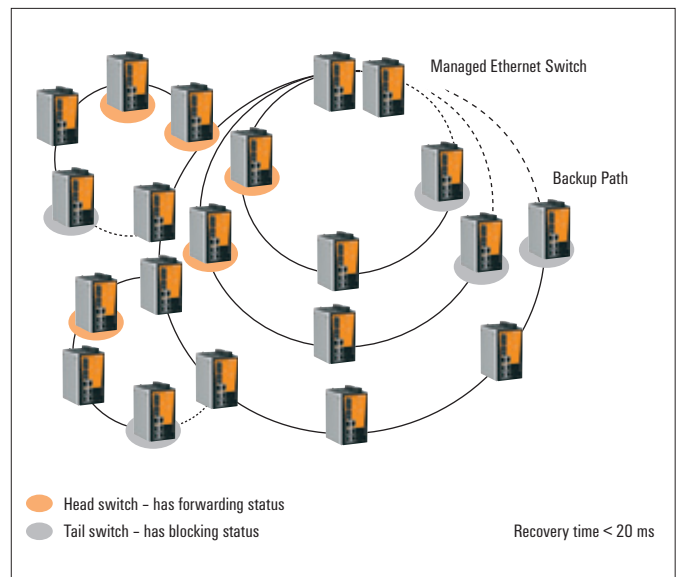 Managed Ethernet Switch
Backup Path
Head switch – has forwarding status
Tail switch – has blocking status
Recovery time < 20 ms